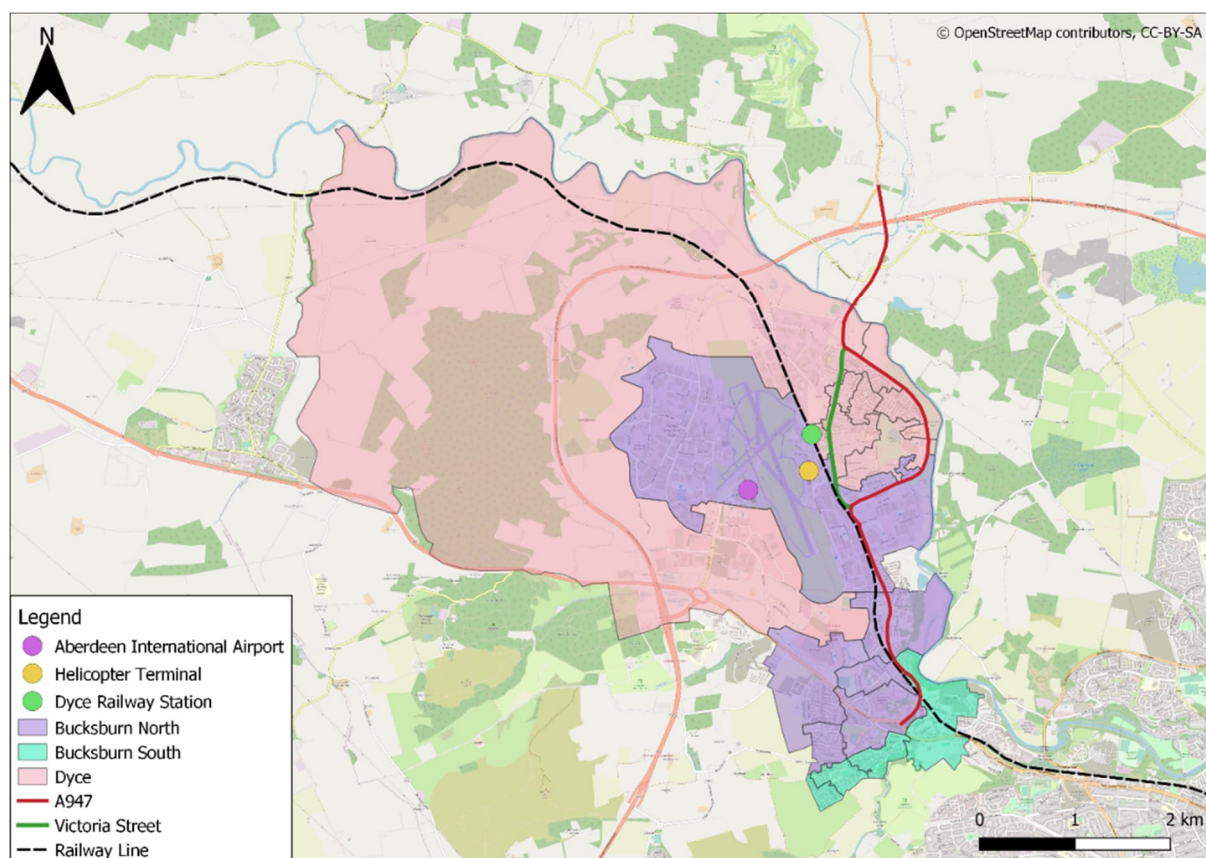 N
© OpenStreetMap contributors, CC-BY-SA
Legend
Aberdeen International Airport
Helicopter Terminal
Dyce Railway Station
Bucksburn North
Bucksburn South
Dyce
A947
Victoria Street
Railway Line
0 1 2 km